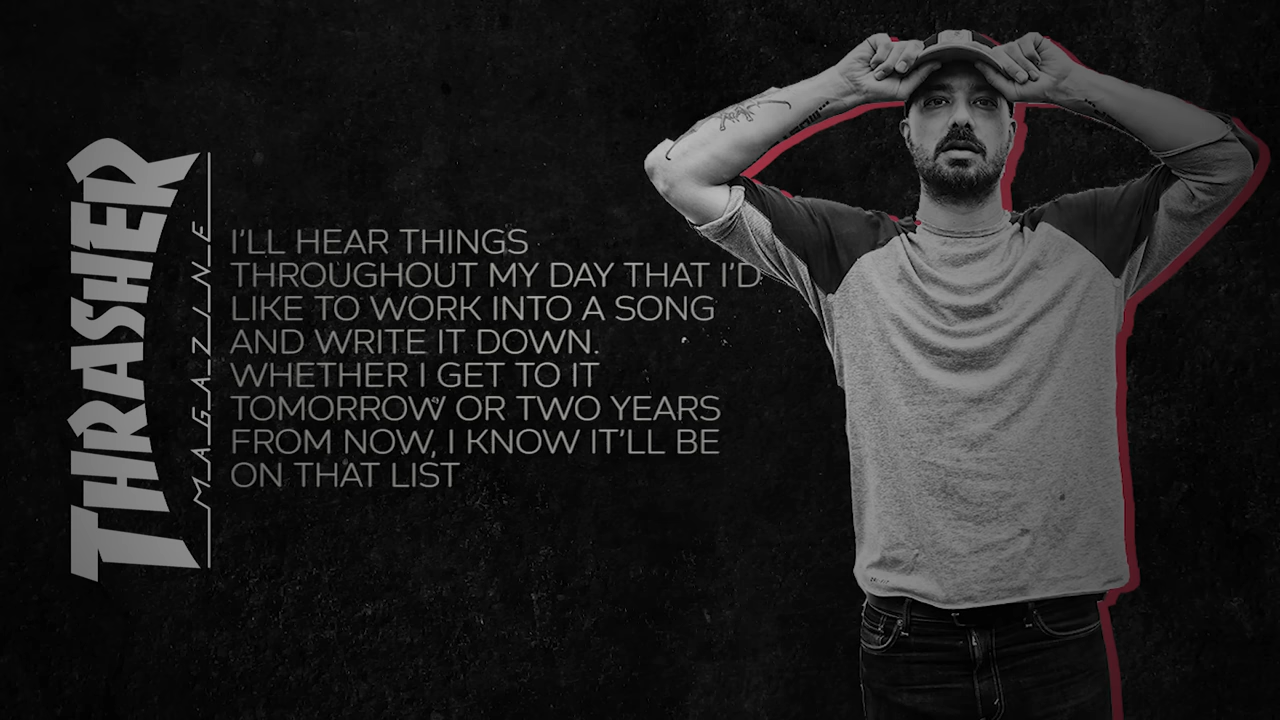 THRASHER
MAGAZINE
I'LL HEAR THINGS
THROUGHOUT MY DAY THAT I'D
LIKE TO WORK INTO A SONG
AND WRITE IT DOWN.
WHETHER I GET TO IT
TOMORROW OR TWO YEARS
FROM NOW, I KNOW IT'LL BE
ON THAT LIST